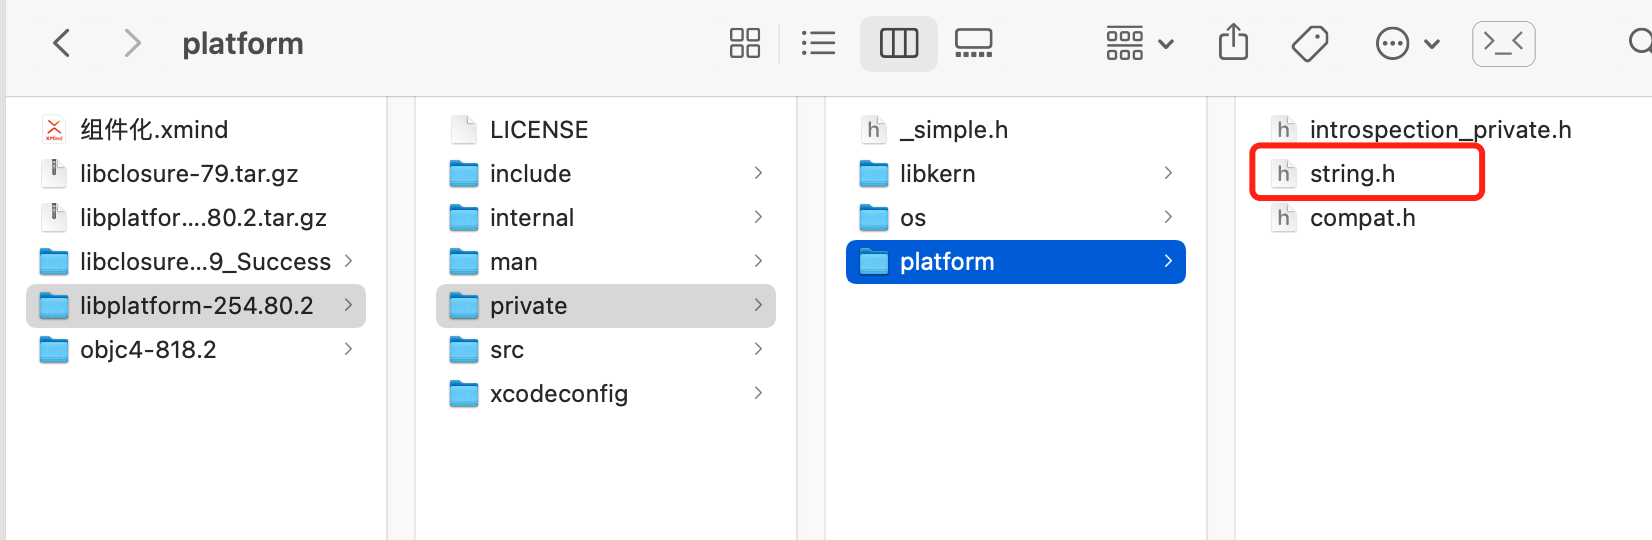 platform
组件化.xmind
libclosure-79.tar.gz
libplatfor....80.2.tar.gz
libclosure...9_Success
libplatform-254.80.2
objc4-818.2
LICENSE
include
internal
man
private
src
xcodeconfig
_simple.h
libkern
os
platform
introspection_private.h
string.h
compat.h